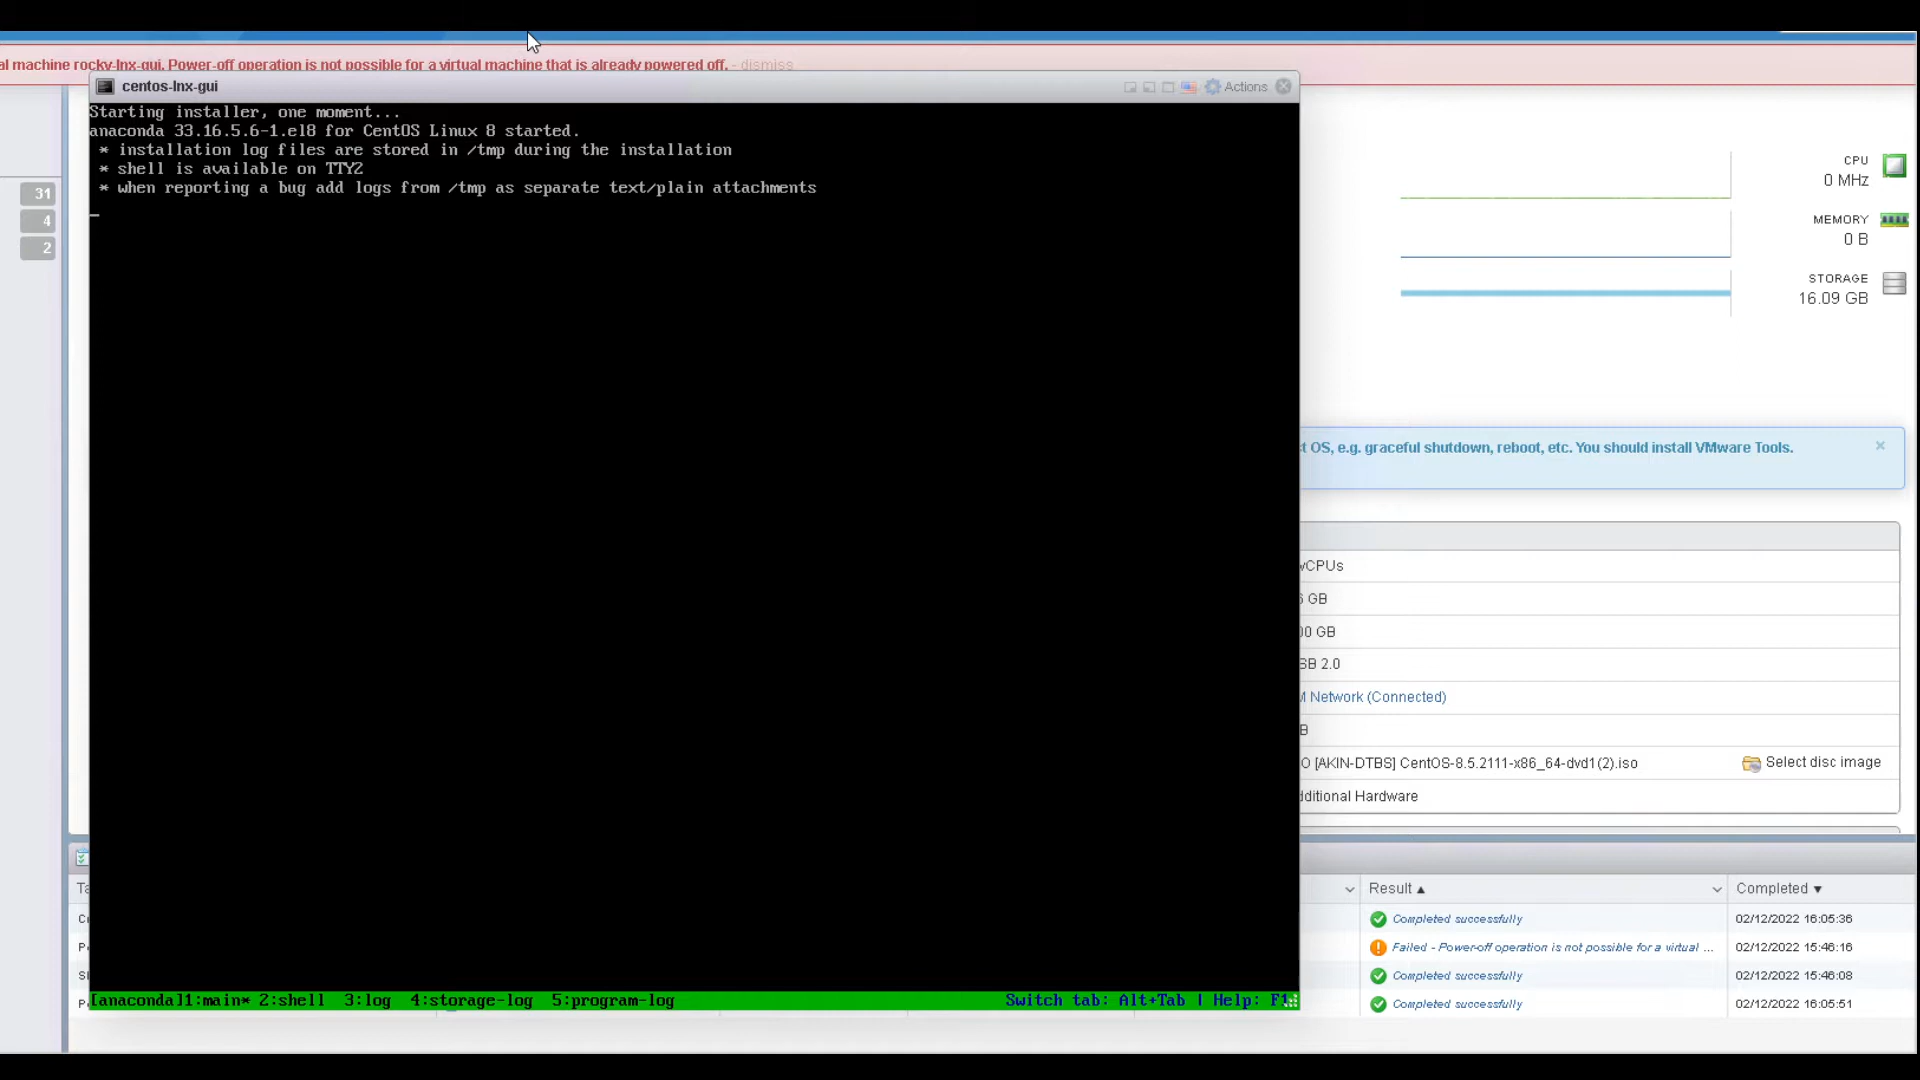 al machine rocky-lnx-gui. Power-off operation is not possible for a virtual machine that is already powered off. - dismiss
centos-lnx-gui
Actions
Starting installer, one moment...
anaconda 33.16.5.6-1.el8 for CentOS Linux 8 started.
* installation log files are stored in /tmp during the installation
* shell is available on TTY2
* when reporting a bug add logs from /tmp as separate text/plain attachments
31
4
2
CPU
0 MHz
MEMORY
0 B
STORAGE
16.09 GB
t OS, e.g. graceful shutdown, reboot, etc. You should install VMware Tools.
vCPUs
GB
00 GB
SB 2.0
M Network (Connected)
B
O [AKIN-DTBS] CentOS-8.5.2111-x86_64-dvd1(2).iso
Select disc image
dditional Hardware
Result ▲
Completed ▼
Completed successfully
02/12/2022 16:05:36
Failed - Power-off operation is not possible for a virtual ...
02/12/2022 15:46:16
Completed successfully
02/12/2022 15:46:08
Completed successfully
02/12/2022 16:05:51
[anaconda]1:main* 2:shell 3:log 4:storage-log 5:program-log
Switch tab: Alt+Tab | Help: F1